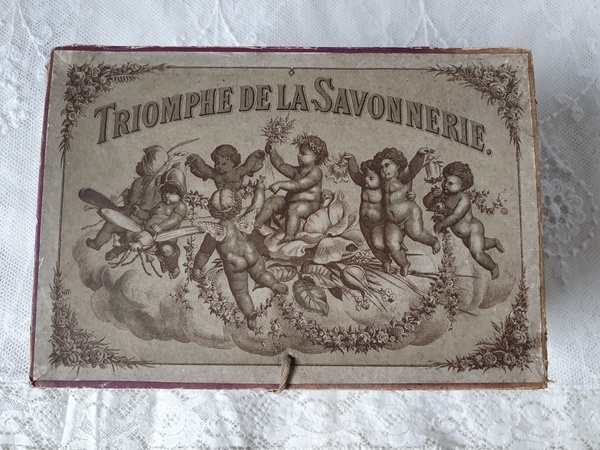 TRIOMPHE DE LA SAVONNERIE.